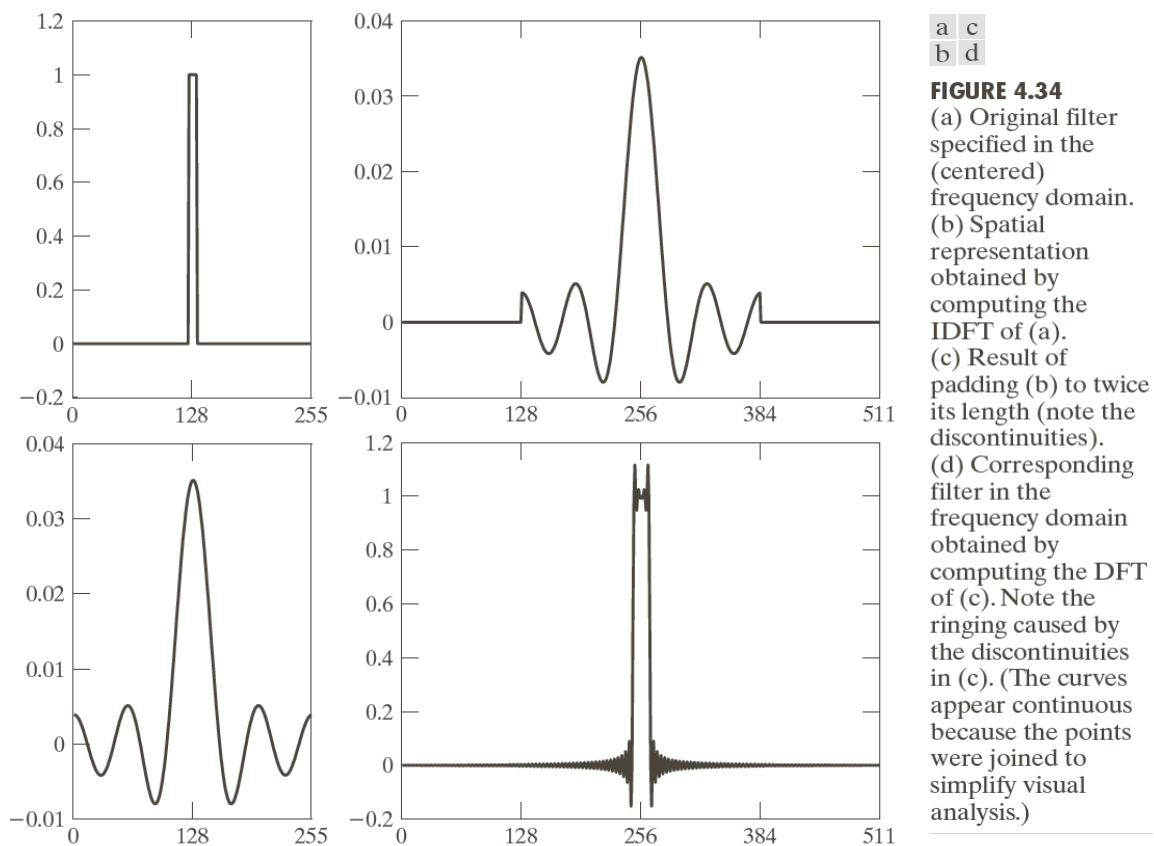 1.2
1
0.8
0.6
0.4
0.2
0
−0.2
0 128 255
0.04
0.03
0.02
0.01
0
−0.01
0 128 256 384 511
0.04
0.03
0.02
0.01
0
−0.01
0 128 255
1.2
1
0.8
0.6
0.4
0.2
0
−0.2
0 128 256 384 511
a c
b d
FIGURE 4.34
(a) Original filter
specified in the
(centered)
frequency domain.
(b) Spatial
representation
obtained by
computing the
IDFT of (a).
(c) Result of
padding (b) to twice
its length (note the
discontinuities).
(d) Corresponding
filter in the
frequency domain
obtained by
computing the DFT
of (c). Note the
ringing caused by
the discontinuities
in (c). (The curves
appear continuous
because the points
were joined to
simplify visual
analysis.)